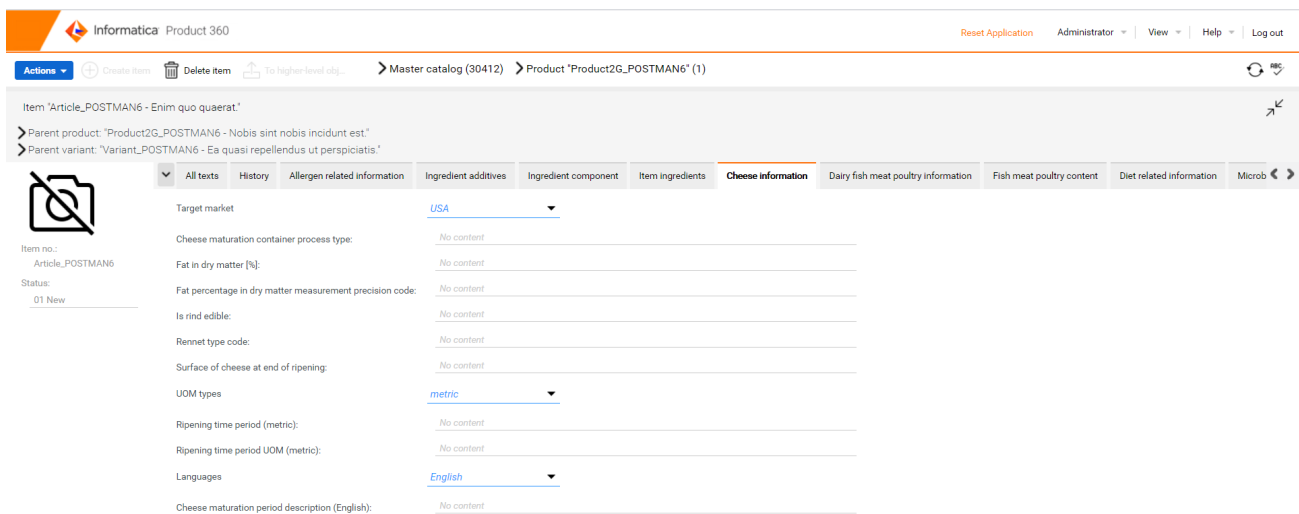 Informatica Product 360 Reset Application Administrator View Help Log out
Actions Create item Delete item To higher-level obj... Master catalog (30412) Product "Product2G_POSTMAN6" (1) ABC
Item "Article_POSTMAN6 - Enim quo quaerat."
Parent product: "Product2G_POSTMAN6 - Nobis sint nobis incidunt est."
Parent variant: "Variant_POSTMAN6 - Ea quasi repellendus ut perspiciatis."
All texts History Allergen related information Ingredient additives Ingredient component Item ingredients Cheese information Dairy fish meat poultry information Fish meat poultry content Diet related information Microb
Item no.:
Article_POSTMAN6
Status:
01 New
Target market USA
Cheese maturation container process type: No content
Fat in dry matter [%]: No content
Fat percentage in dry matter measurement precision code: No content
Is rind edible: No content
Rennet type code: No content
Surface of cheese at end of ripening: No content
UOM types metric
Ripening time period (metric): No content
Ripening time period UOM (metric): No content
Languages English
Cheese maturation period description (English): No content